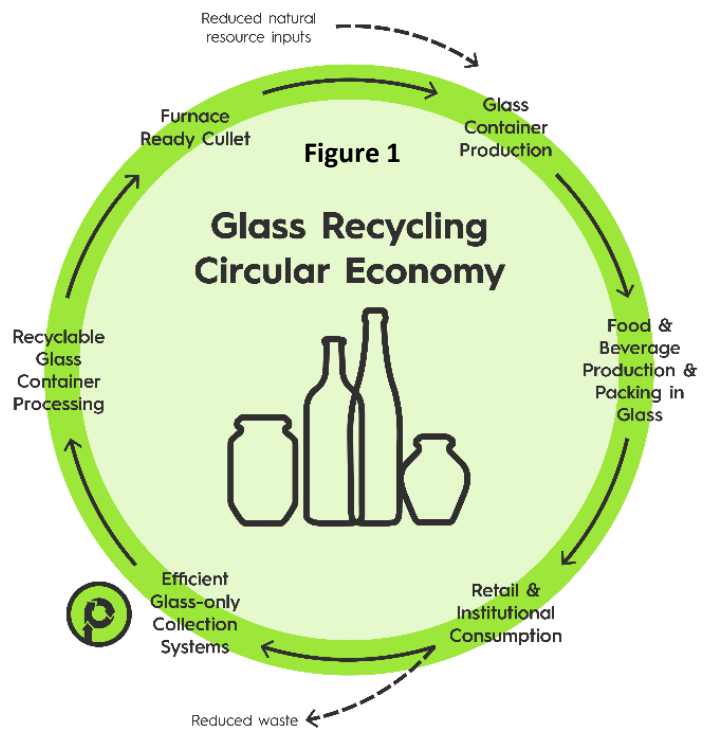 Reduced natural
resource inputs
Glass
Container
Production
Furnace
Ready Cullet
Figure 1
Glass Recycling
Circular Economy
Food &
Beverage
Production &
Packing in
Glass
Recyclable
Glass
Container
Processing
Retail &
Institutional
Consumption
Efficient
Glass-only
Collection
Systems
Reduced waste